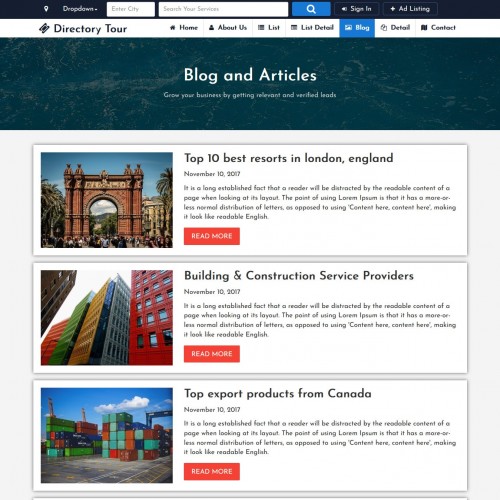 Dropdown Enter City Search Your Services Sign In + Ad Listing
Directory Tour Home About Us List List Detail Blog Detail Contact
Blog and Articles
Grow your business by getting relevant and verified leads
Top 10 best resorts in london, england
November 10, 2017
It is a long established fact that a reader will be distracted by the readable content of a
page when looking at its layout. The point of using Lorem Ipsum is that it has a more-or-
less normal distribution of letters, as opposed to using 'Content here, content here', making
it look like readable English.
READ MORE
Building & Construction Service Providers
November 10, 2017
It is a long established fact that a reader will be distracted by the readable content of a
page when looking at its layout. The point of using Lorem Ipsum is that it has a more-or-
less normal distribution of letters, as opposed to using 'Content here, content here', making
it look like readable English.
READ MORE
Top export products from Canada
November 10, 2017
It is a long established fact that a reader will be distracted by the readable content of a
page when looking at its layout. The point of using Lorem Ipsum is that it has a more-or-
less normal distribution of letters, as opposed to using 'Content here, content here', making
it look like readable English.
READ MORE